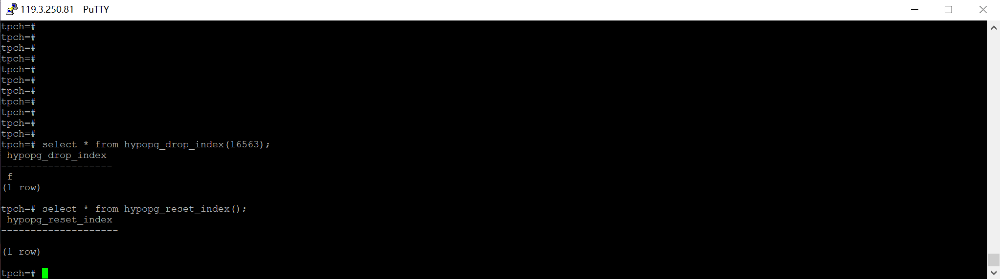 119.3.250.81 - PuTTY
tpch=#
tpch=#
tpch=#
tpch=#
tpch=#
tpch=#
tpch=#
tpch=#
tpch=#
tpch=#
tpch=#
tpch=# select * from hypopg_drop_index(16563);
 hypopg_drop_index
-------------------
 f
(1 row)

tpch=# select * from hypopg_reset_index();
 hypopg_reset_index
--------------------

(1 row)

tpch=#